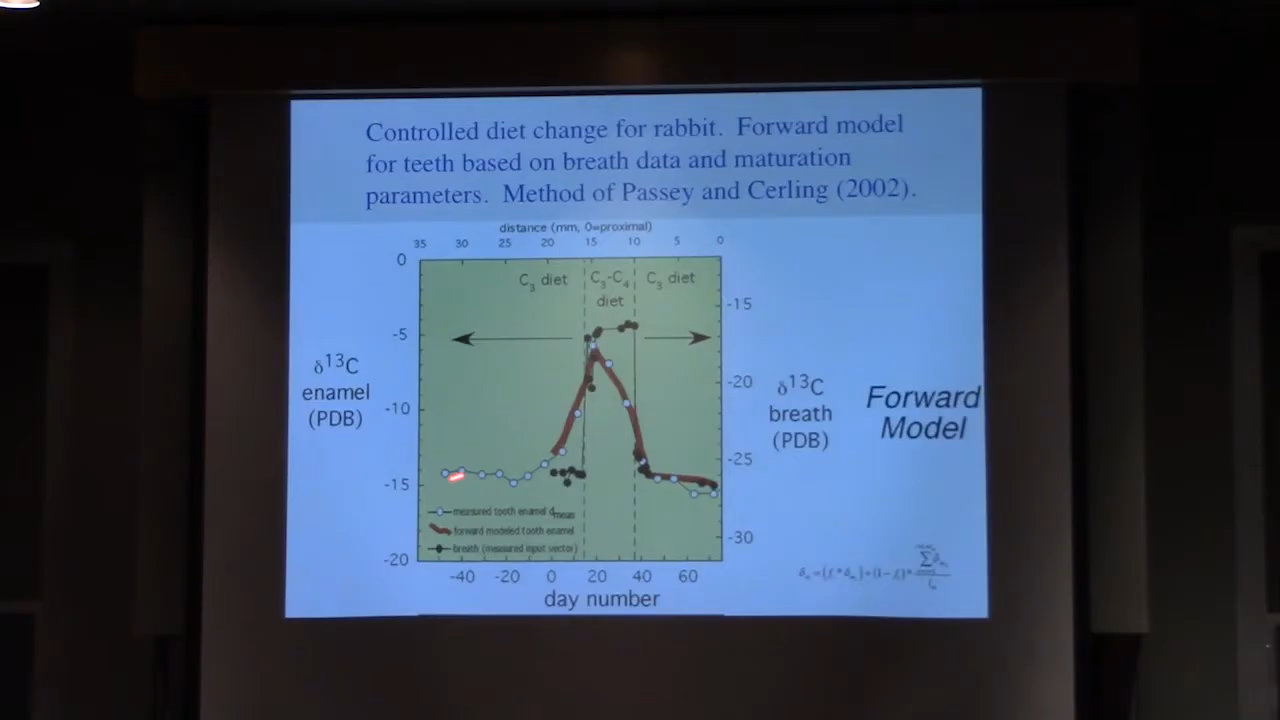 Controlled diet change for rabbit. Forward model
for teeth based on breath data and maturation
parameters. Method of Passey and Cerling (2002).
distance (mm, 0=proximal)
35 30 25 20 15 10 5 0
C3 diet
C3-C4 diet
C3 diet
0
-5
-10
-15
-20
δ13C
enamel
(PDB)
-15
-20
-25
-30
δ13C
breath
(PDB)
Forward
Model
measured tooth enamel dmeas
forward modeled tooth enamel
breath (measured input vector)
-40 -20 0 20 40 60
day number